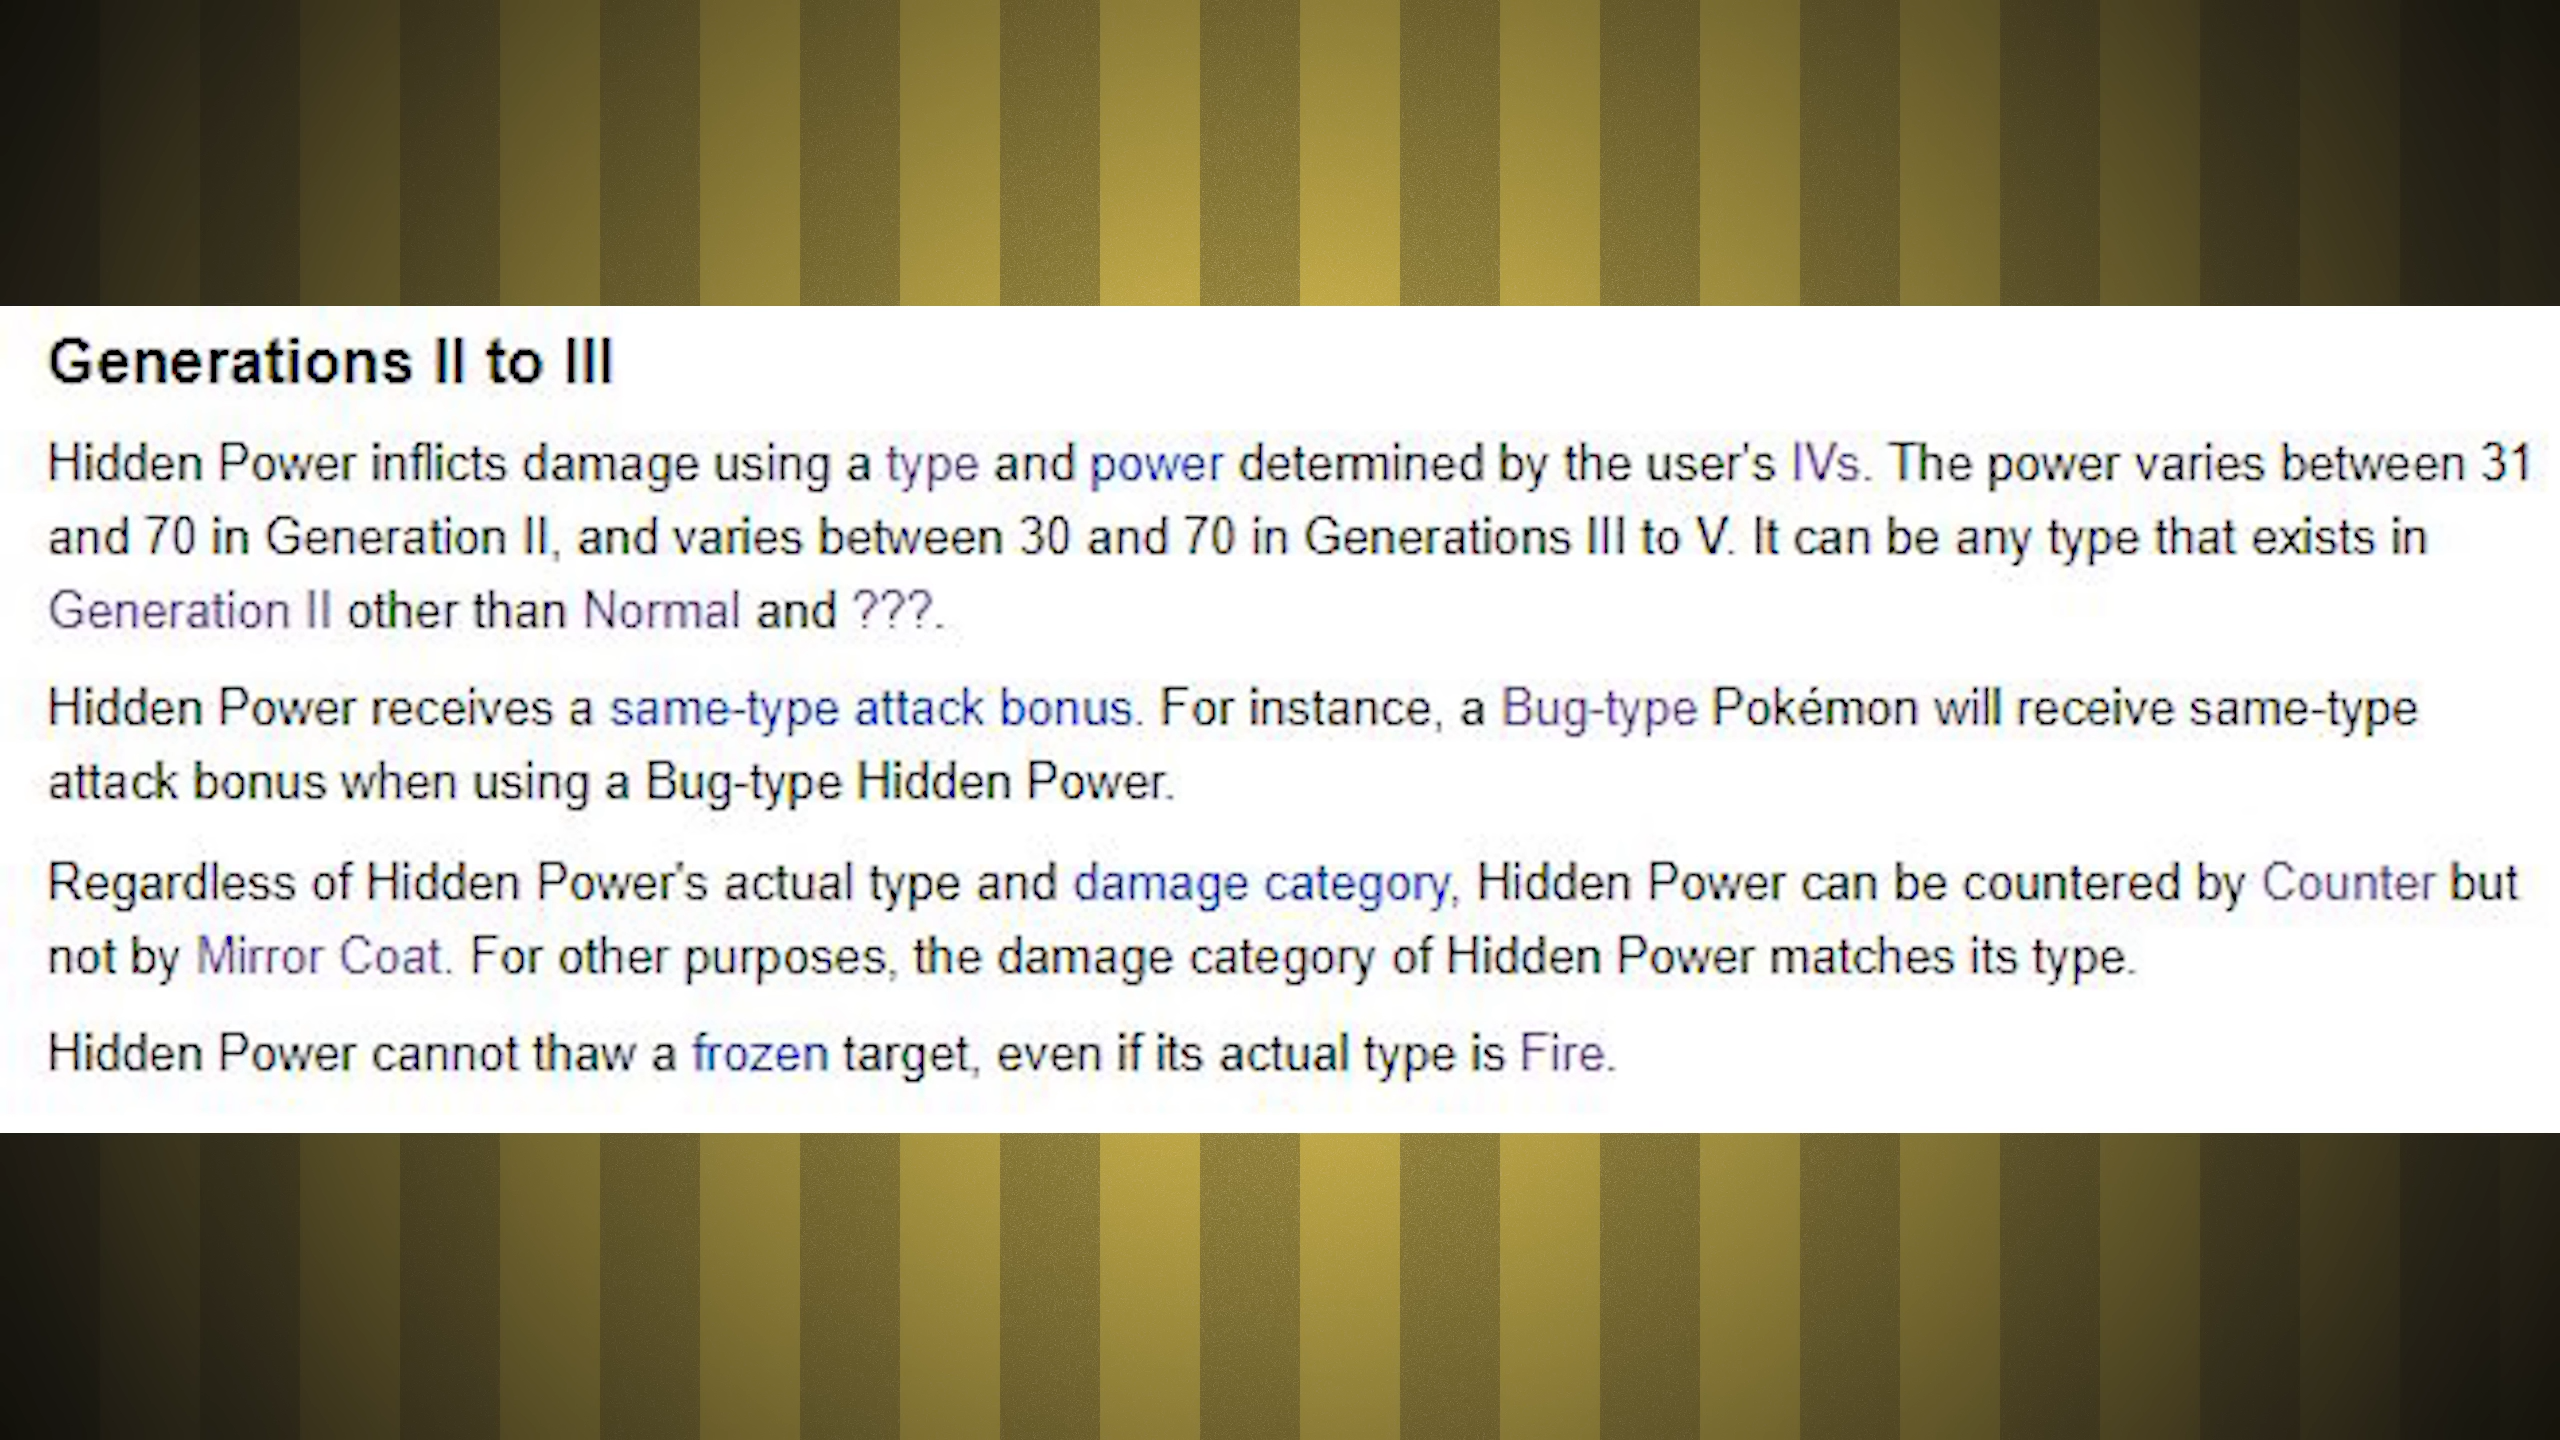 Generations II to III
Hidden Power inflicts damage using a type and power determined by the user's IVs. The power varies between 31
and 70 in Generation II, and varies between 30 and 70 in Generations III to V. It can be any type that exists in
Generation II other than Normal and ???.
Hidden Power receives a same-type attack bonus. For instance, a Bug-type Pokémon will receive same-type
attack bonus when using a Bug-type Hidden Power.
Regardless of Hidden Power's actual type and damage category, Hidden Power can be countered by Counter but
not by Mirror Coat. For other purposes, the damage category of Hidden Power matches its type.
Hidden Power cannot thaw a frozen target, even if its actual type is Fire.